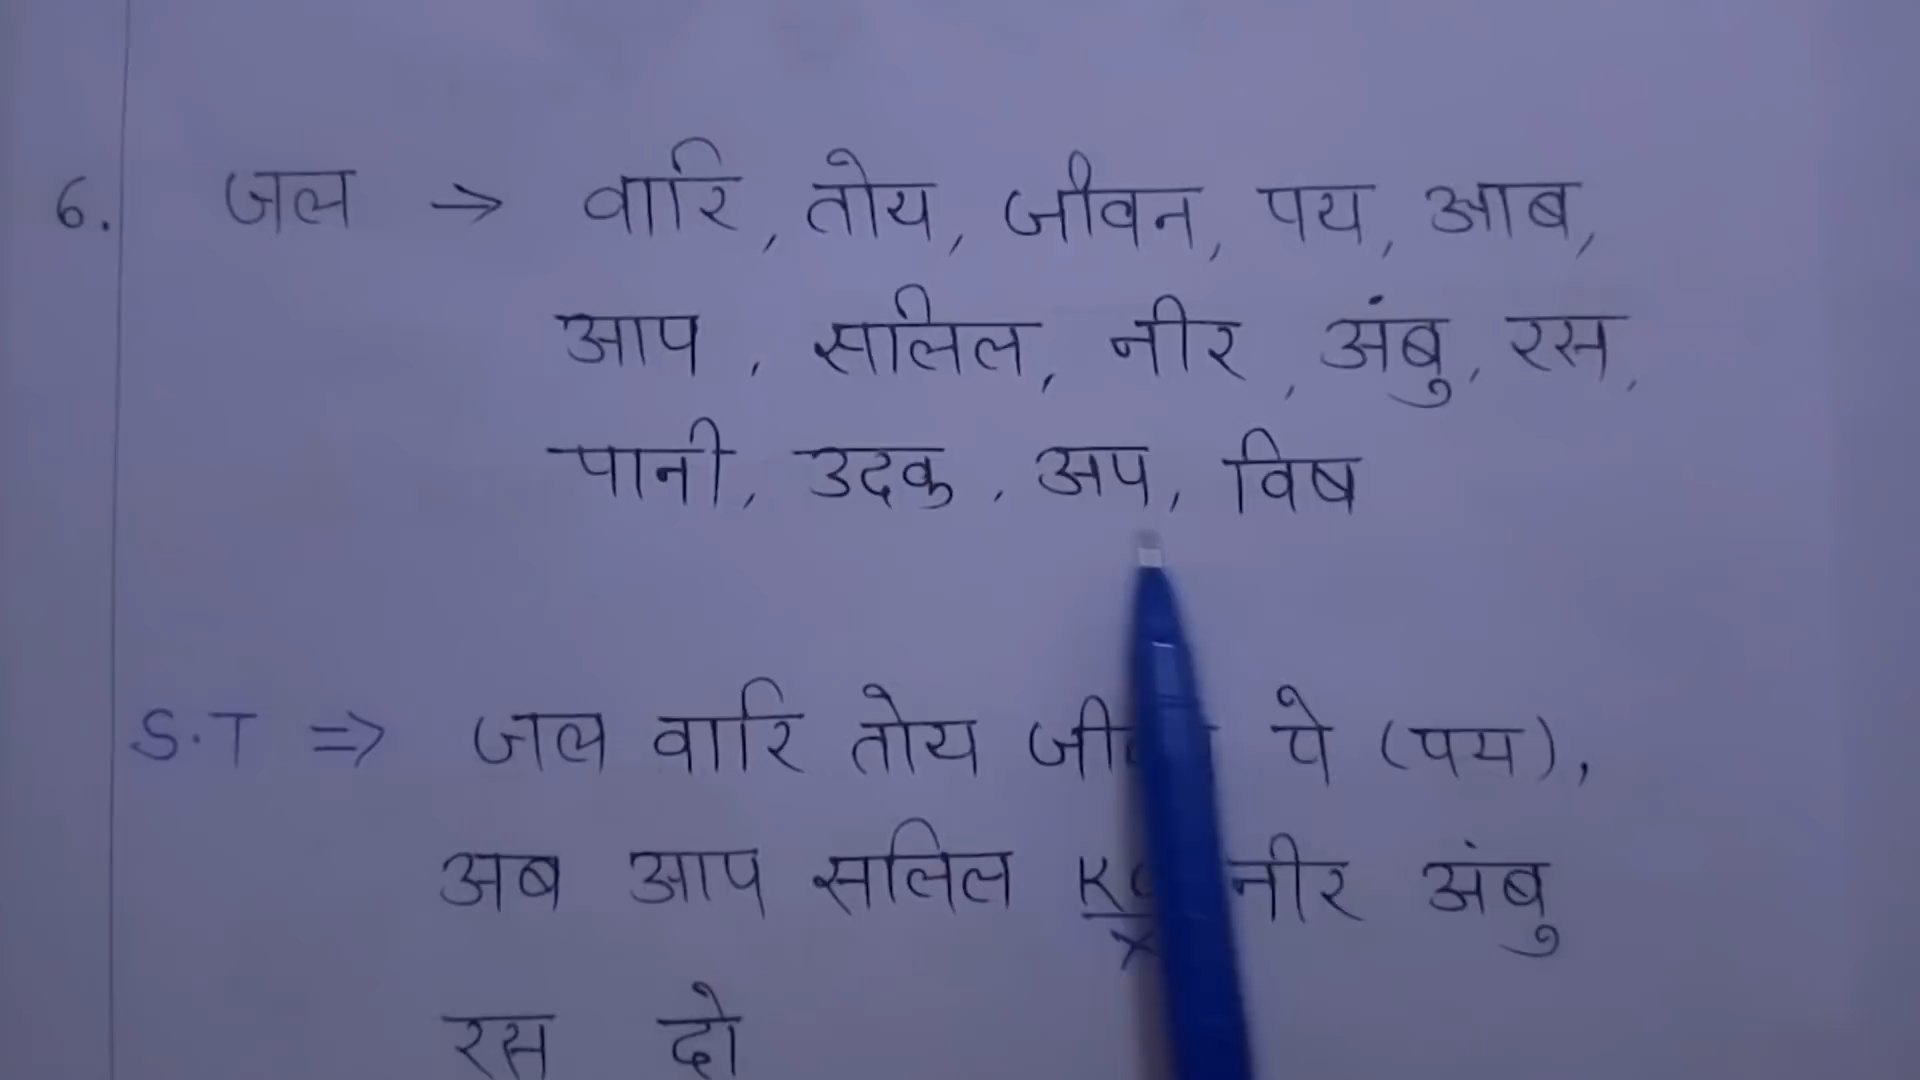 6. जल → वारि, तोय, जीवन, पय, आब,
आप, सलिल, नीर, अंबु, रस,
पानी, उदक, अप, विष
S.T ⇒ जल वारि तोय पे (पय),
अब आप सलिल नीर अंबु
रस दो